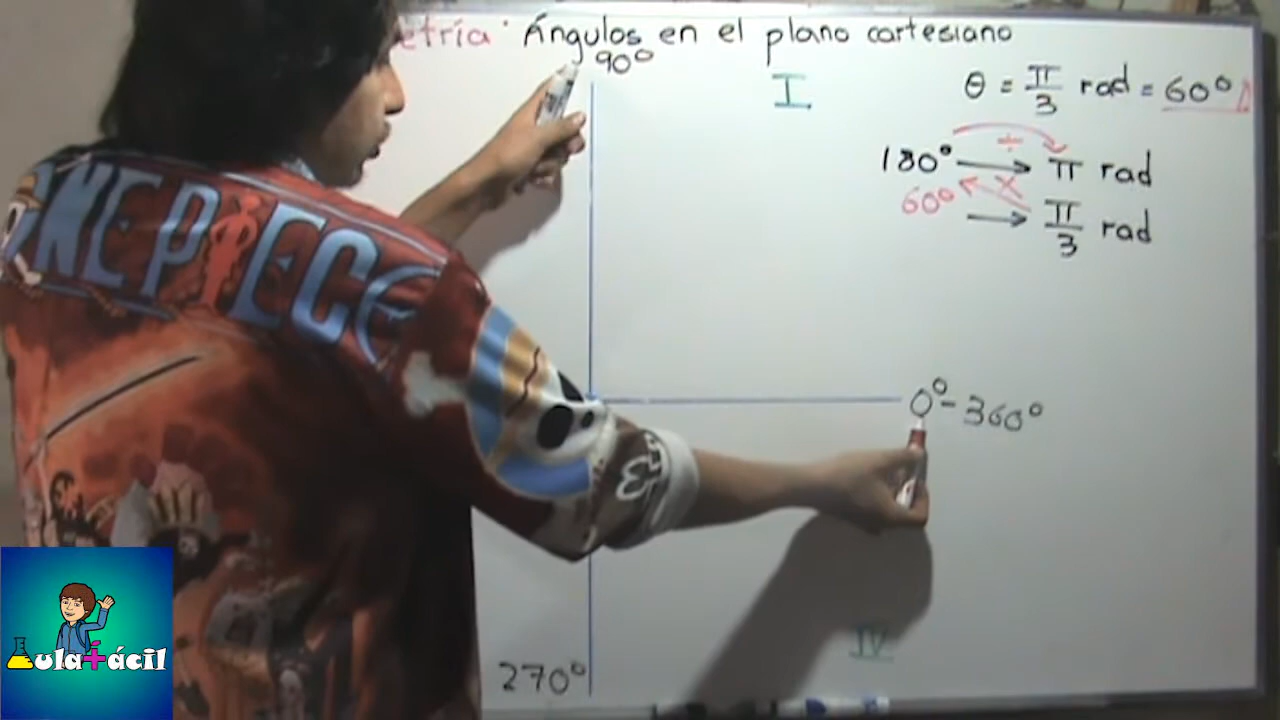 etría · Ángulos en el plano cartesiano
90°
I
θ = π/3 rad = 60°
180° → π rad
÷
60° x
→ π/3 rad
ONE PIECE
0° - 360°
IV
270°
Aula+ácil